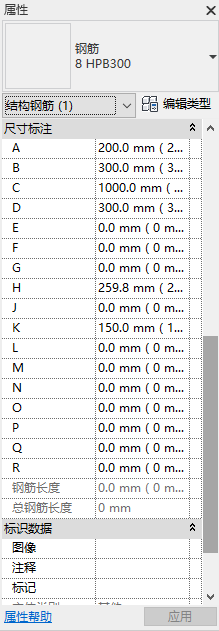 属性
钢筋
8 HPB300
结构钢筋 (1)
编辑类型
尺寸标注
A 200.0 mm ( 2...
B 300.0 mm ( 3...
C 1000.0 mm ( ...
D 300.0 mm ( 3...
E 0.0 mm ( 0 m...
F 0.0 mm ( 0 m...
G 0.0 mm ( 0 m...
H 259.8 mm ( 2...
J 0.0 mm ( 0 m...
K 150.0 mm ( 1...
L 0.0 mm ( 0 m...
M 0.0 mm ( 0 m...
N 0.0 mm ( 0 m...
O 0.0 mm ( 0 m...
P 0.0 mm ( 0 m...
Q 0.0 mm ( 0 m...
R 0.0 mm ( 0 m...
钢筋长度 0.0 mm ( 0 m...
总钢筋长度 0 mm
标识数据
图像
注释
标记
属性帮助
应用